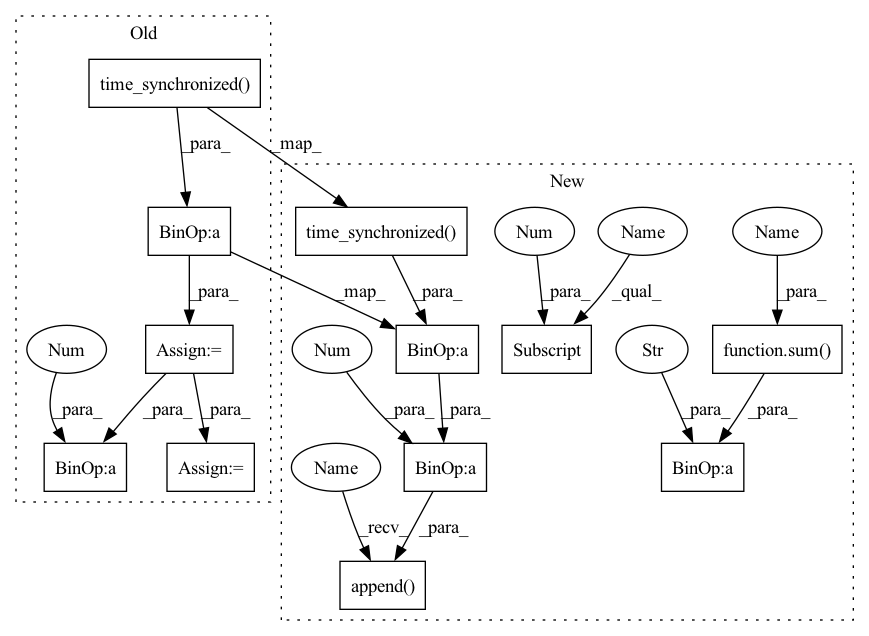 Old
time_synchronized()
_para_
_map_
New
BinOp:a
time_synchronized()
Num
Name
Name
_para_
_map_
_para_
_para_
_qual_
_para_
Num
Assign:=
Num
BinOp:a
Subscript
Str
function.sum()
_para_
_para_
_para_
_para_
_para_
_para_
_para_
BinOp:a
Assign:=
Name
BinOp:a
BinOp:a
_recv_
_para_
append()